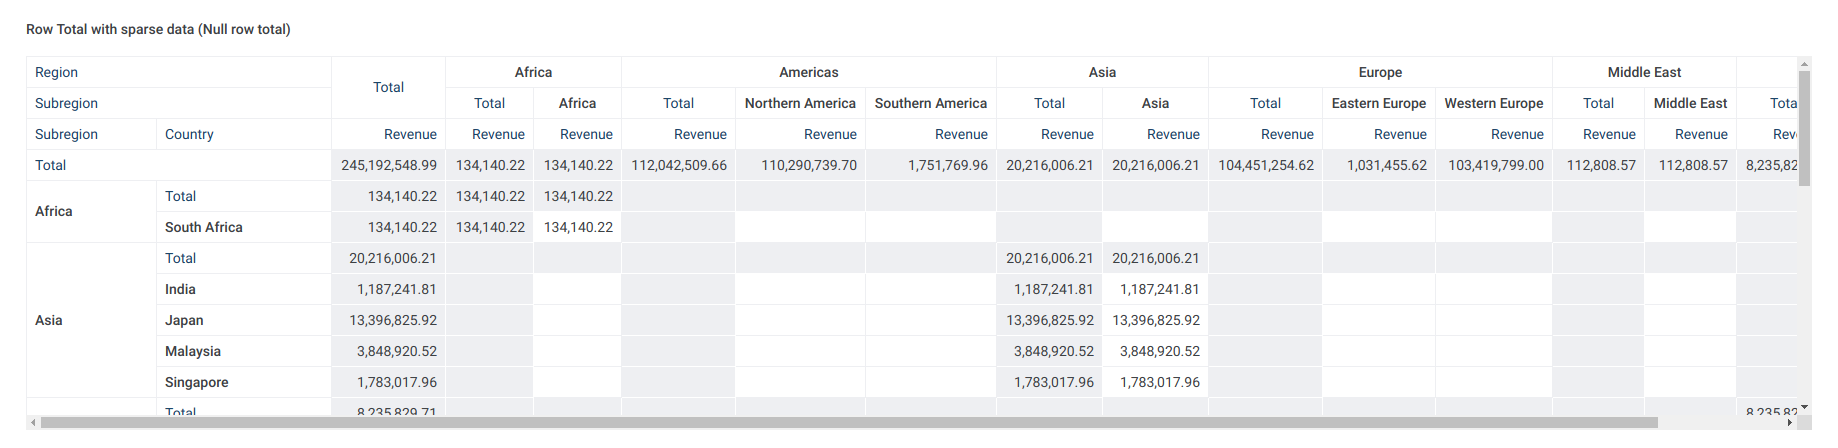 Row Total with sparse data (Null row total)
Region Total Africa Americas Asia Europe Middle East
Subregion Total Africa Total Northern America Southern America Total Asia Total Eastern Europe Western Europe Total Middle East Tota
Subregion Country Revenue Revenue Revenue Revenue Revenue Revenue Revenue Revenue Revenue Revenue Revenue Revenue Revenue Rev
Total 245,192,548.99 134,140.22 134,140.22 112,042,509.66 110,290,739.70 1,751,769.96 20,216,006.21 20,216,006.21 104,451,254.62 1,031,455.62 103,419,799.00 112,808.57 112,808.57 8,235,82
Africa Total 134,140.22 134,140.22 134,140.22
South Africa 134,140.22 134,140.22 134,140.22
Asia Total 20,216,006.21 20,216,006.21 20,216,006.21
India 1,187,241.81 1,187,241.81 1,187,241.81
Japan 13,396,825.92 13,396,825.92 13,396,825.92
Malaysia 3,848,920.52 3,848,920.52 3,848,920.52
Singapore 1,783,017.96 1,783,017.96 1,783,017.96
Total 8,235,829.71 8,235,82